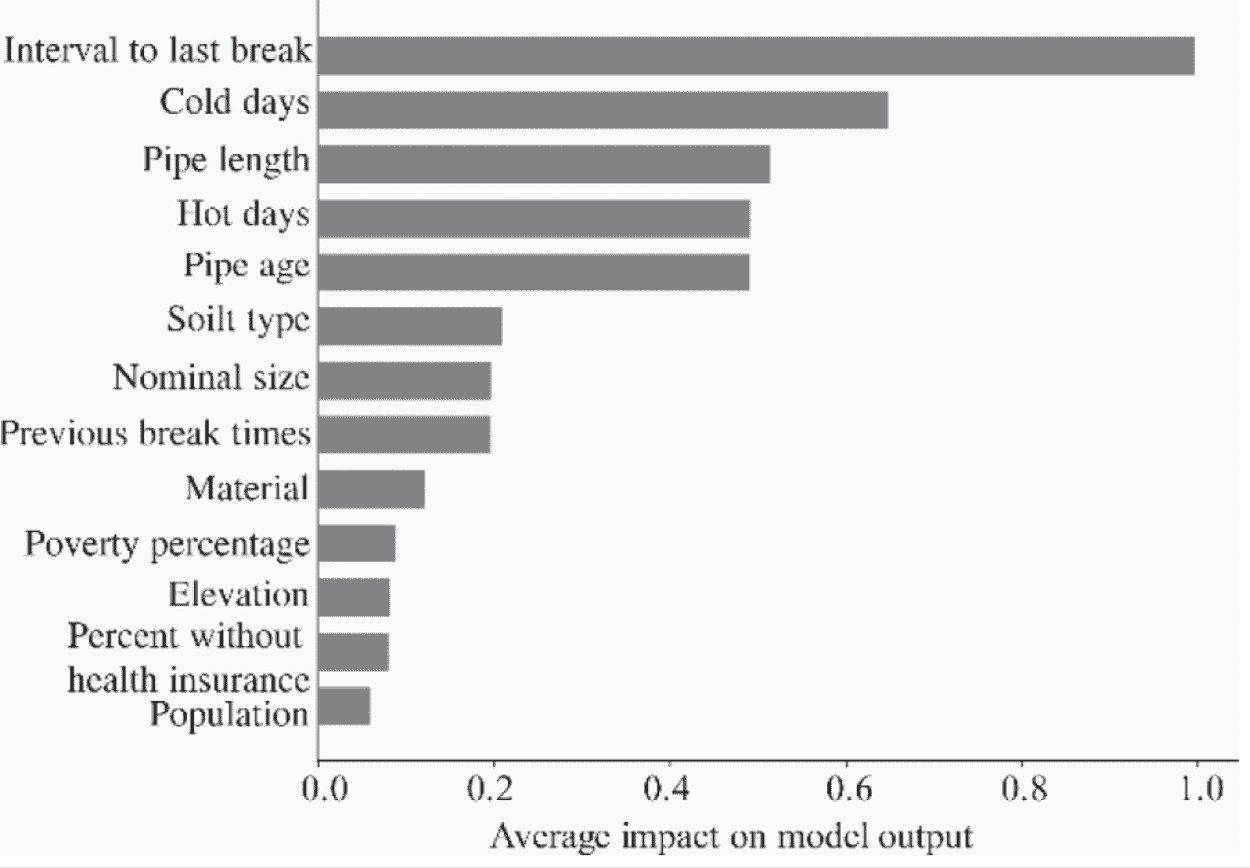 Interval to last break
Cold days
Pipe length
Hot days
Pipe age
Soilt type
Nominal size
Previous break times
Material
Poverty percentage
Elevation
Percent without
health insurance
Population
0.0 0.2 0.4 0.6 0.8 1.0
Average impact on model output